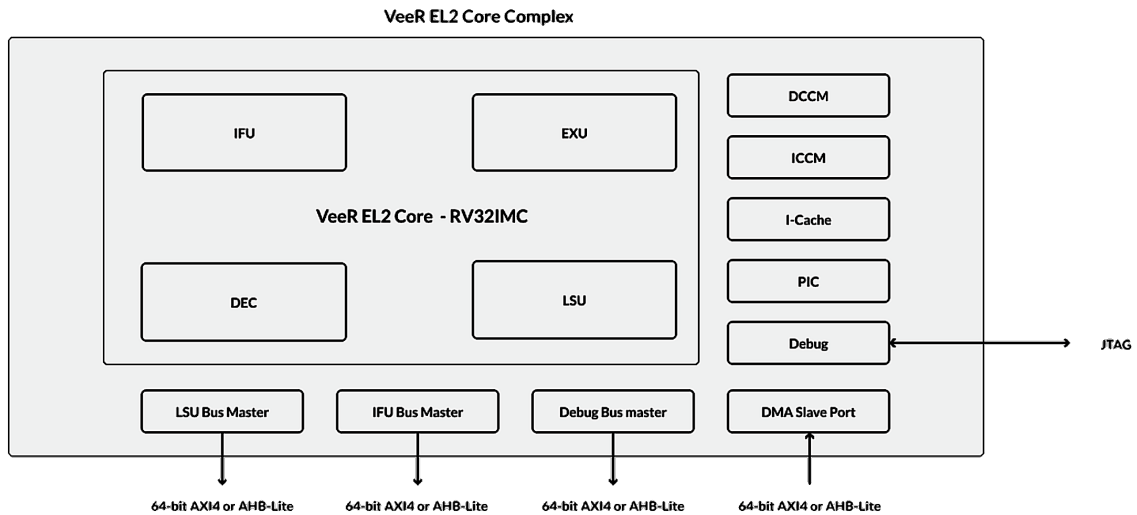 VeeR EL2 Core Complex
IFU
EXU
VeeR EL2 Core - RV32IMC
DEC
LSU
DCCM
ICCM
I-Cache
PIC
Debug
JTAG
LSU Bus Master
IFU Bus Master
Debug Bus master
DMA Slave Port
64-bit AXI4 or AHB-Lite
64-bit AXI4 or AHB-Lite
64-bit AXI4 or AHB-Lite
64-bit AXI4 or AHB-Lite